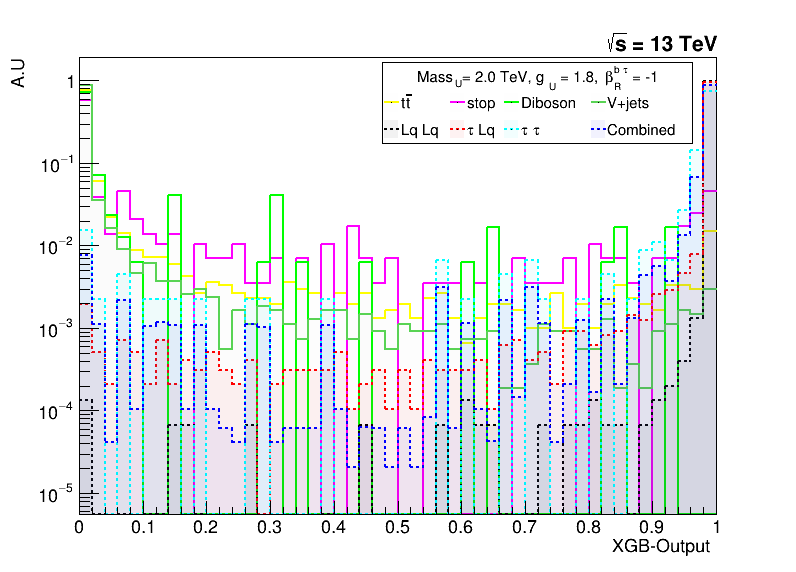 √s = 13 TeV
A.U
Mass_U = 2.0 TeV, g_U = 1.8, β_R^{b τ} = -1
tt̄ stop Diboson V+jets
Lq Lq τ Lq τ τ Combined
1
10⁻¹
10⁻²
10⁻³
10⁻⁴
10⁻⁵
0 0.1 0.2 0.3 0.4 0.5 0.6 0.7 0.8 0.9 1
XGB-Output